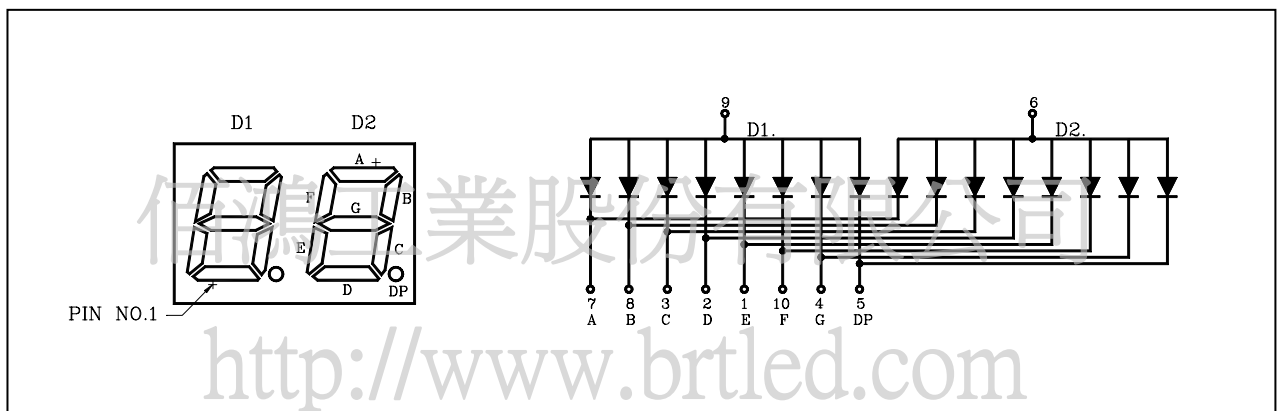 D1 D2
A
F B
G
E C
D DP
PIN NO.1
9 6
D1. D2.
7 8 3 2 1 10 4 5
A B C D E F G DP
佰鴻工業股份有限公司
http://www.brtled.com